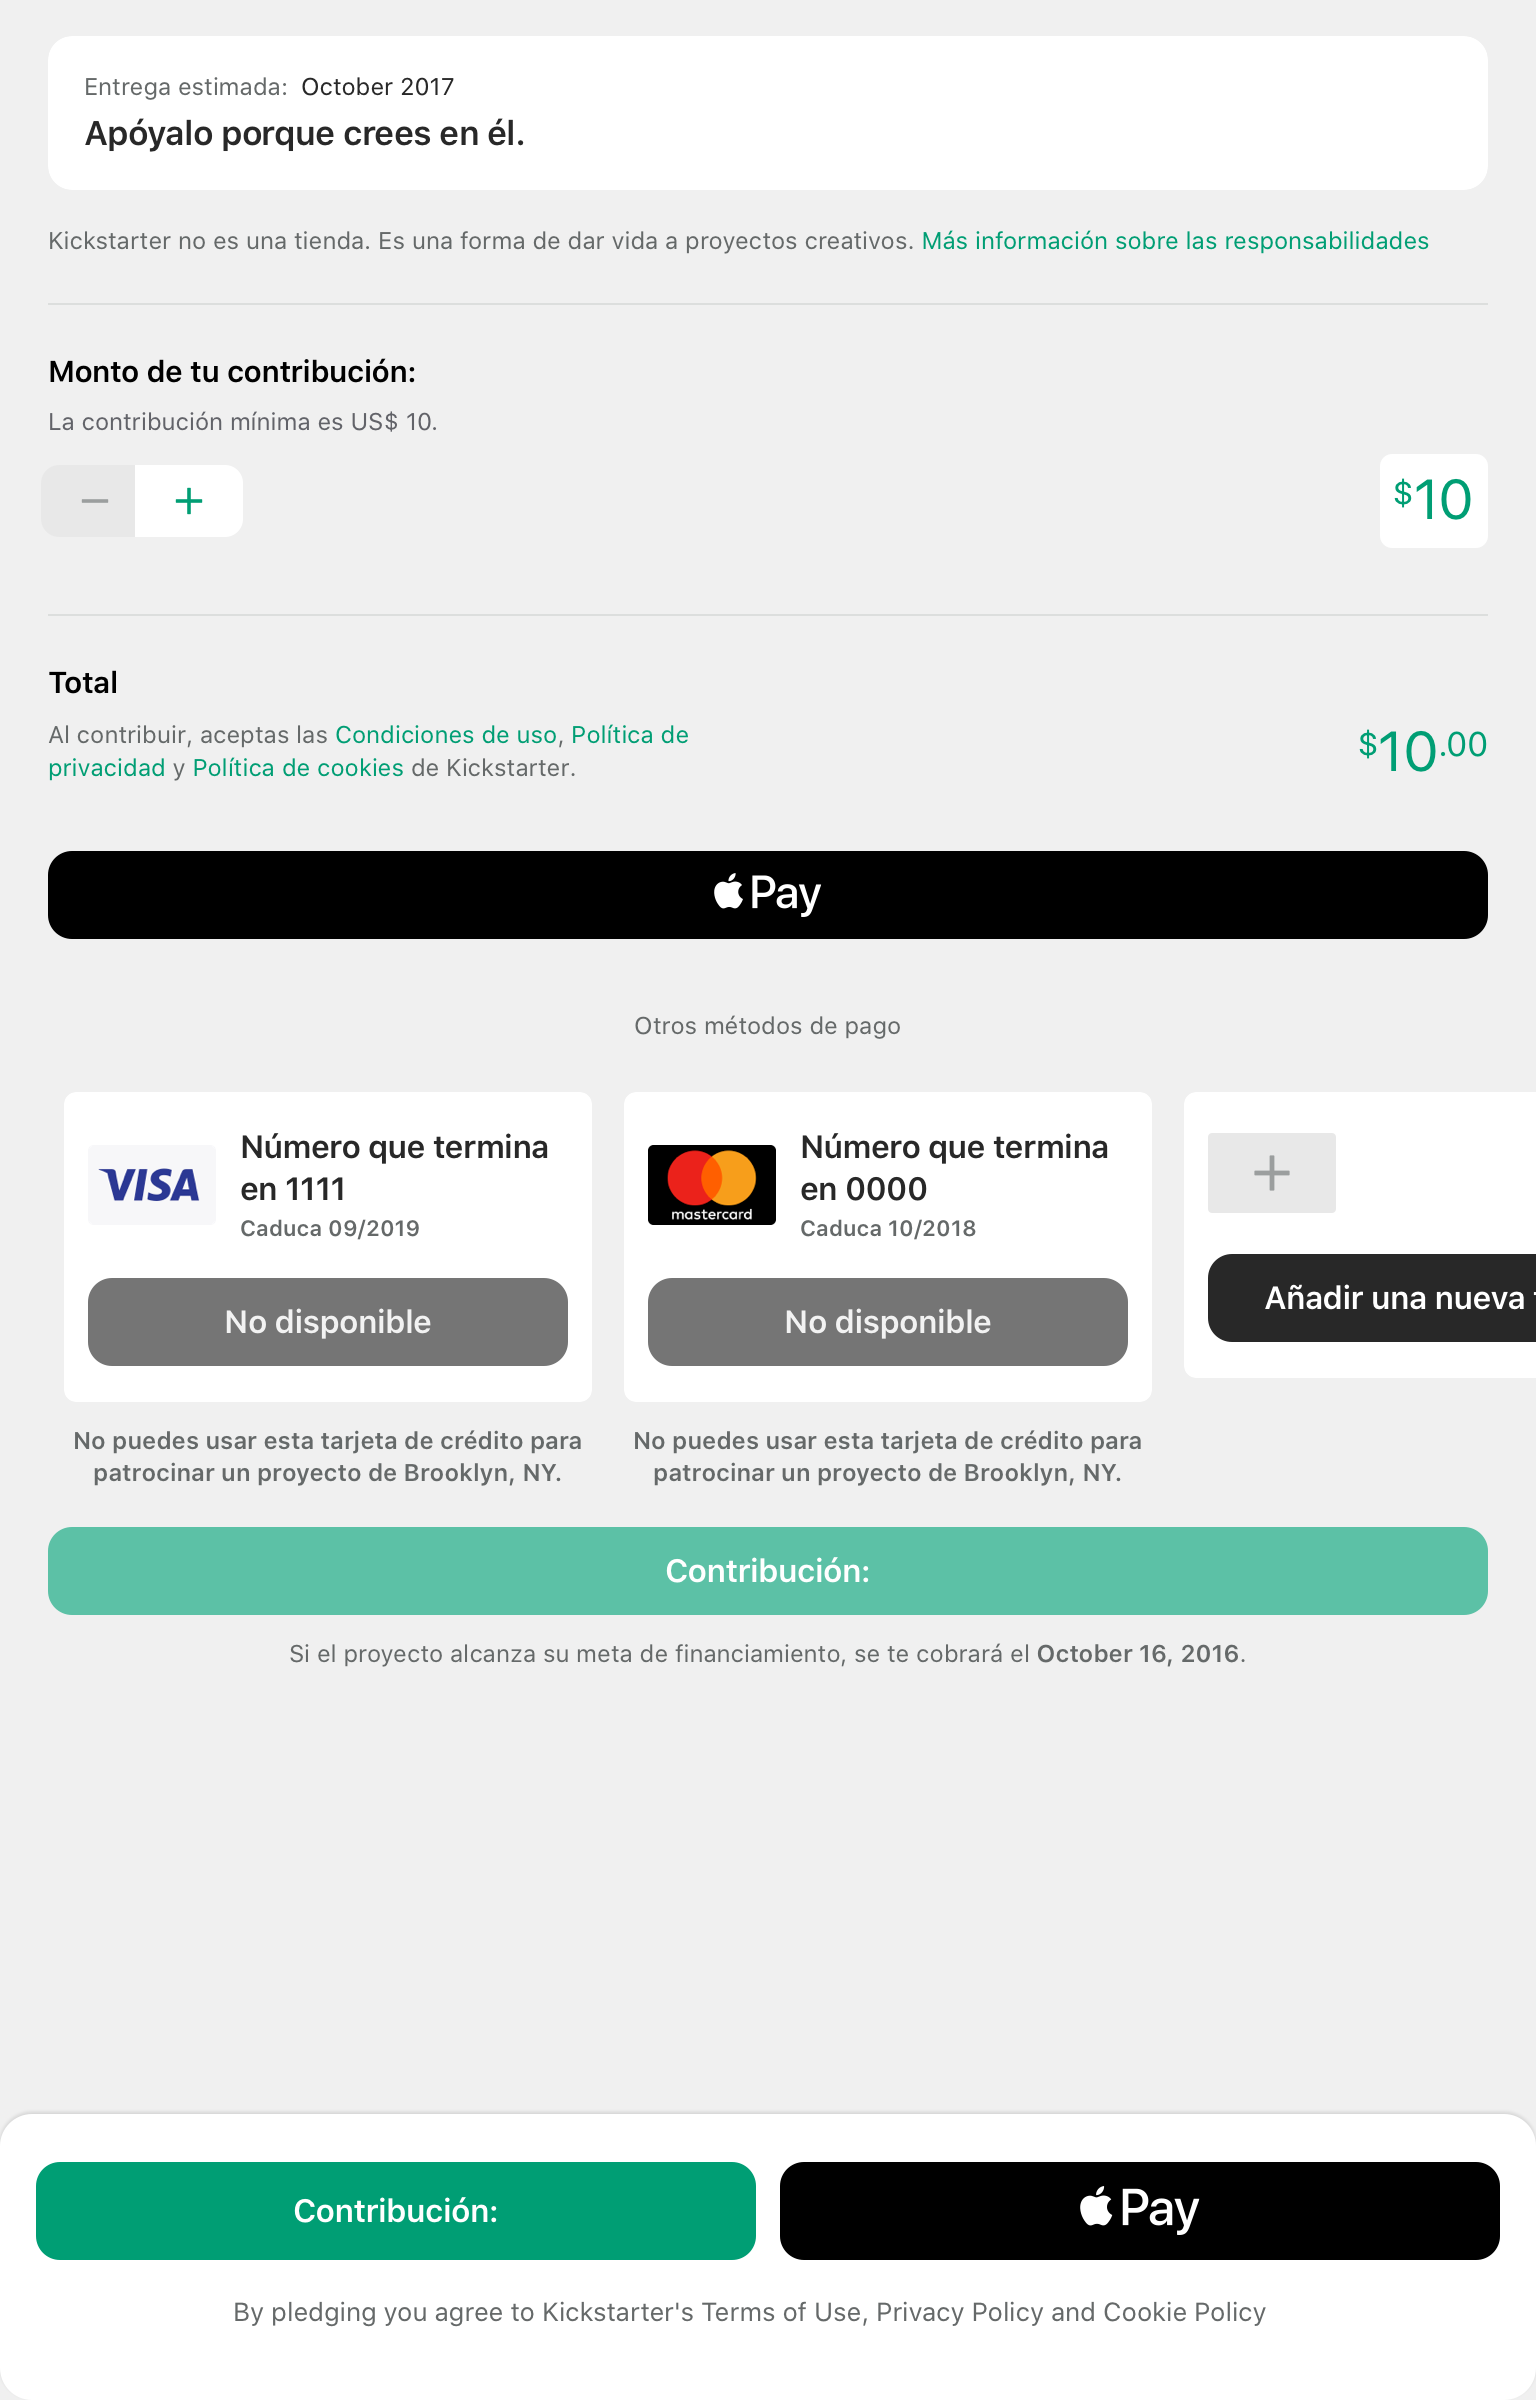 Entrega estimada: October 2017
Apóyalo porque crees en él.
Kickstarter no es una tienda. Es una forma de dar vida a proyectos creativos. Más información sobre las responsabilidades
Monto de tu contribución:
La contribución mínima es US$ 10.
$10
Total
Al contribuir, aceptas las Condiciones de uso, Política de
privacidad y Política de cookies de Kickstarter.
$10.00
Pay
Otros métodos de pago
VISA
Número que termina
en 1111
Caduca 09/2019
No disponible
No puedes usar esta tarjeta de crédito para
patrocinar un proyecto de Brooklyn, NY.
mastercard
Número que termina
en 0000
Caduca 10/2018
No disponible
No puedes usar esta tarjeta de crédito para
patrocinar un proyecto de Brooklyn, NY.
Añadir una nueva
Contribución:
Si el proyecto alcanza su meta de financiamiento, se te cobrará el October 16, 2016.
Contribución:
Pay
By pledging you agree to Kickstarter's Terms of Use, Privacy Policy and Cookie Policy